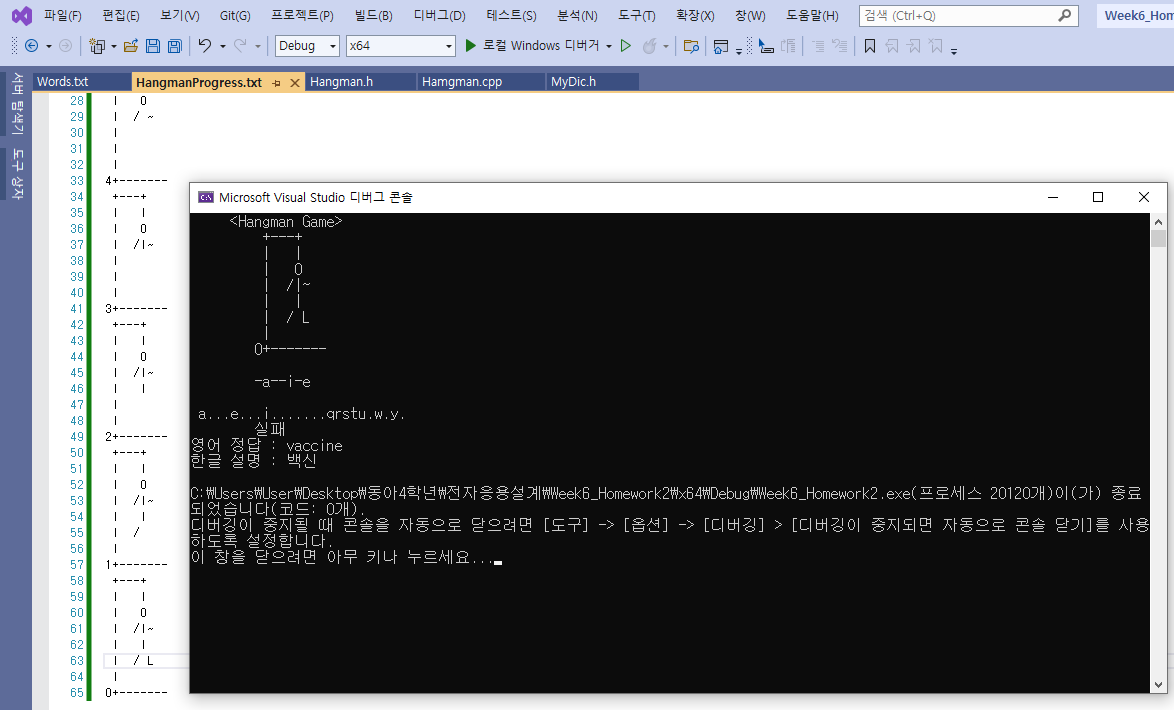 파일(F) 편집(E) 보기(V) Git(G) 프로젝트(P) 빌드(B) 디버그(D) 테스트(S) 분석(N) 도구(T) 확장(X) 창(W) 도움말(H) 검색 (Ctrl+Q) Week6_Hom
Debug x64 로컬 Windows 디버거
서버 탐색기
도구 상자
Words.txt HangmanProgress.txt Hangman.h Hamgman.cpp MyDic.h
28 | O
29 | / ~
30 |
31 |
32 |
33 4+-------
34 +---+
35 | |
36 | O
37 | /|~
38 |
39 |
40 |
41 3+-------
42 +---+
43 | |
44 | O
45 | /|~
46 | |
47 |
48 |
49 2+-------
50 +---+
51 | |
52 | O
53 | /|~
54 | |
55 | /
56 |
57 1+-------
58 +---+
59 | |
60 | O
61 | /|~
62 | |
63 | / L
64 |
65 0+-------
Microsoft Visual Studio 디버그 콘솔
<Hangman Game>
+---+
| |
| O
| /|~
| |
| / L
|
0+-------
-a--i-e
a...e...i.......qrstu.w.y.
실패
영어 정답 : vaccine
한글 설명 : 백신
C:₩Users₩User₩Desktop₩동아4학년₩전자응용설계₩Week6_Homework2₩x64₩Debug₩Week6_Homework2.exe(프로세스 20120개)이(가) 종료
되었습니다(코드: 0개).
디버깅이 중지될 때 콘솔을 자동으로 닫으려면 [도구] -> [옵션] -> [디버깅] > [디버깅이 중지되면 자동으로 콘솔 닫기]를 사용
하도록 설정합니다.
이 창을 닫으려면 아무 키나 누르세요...